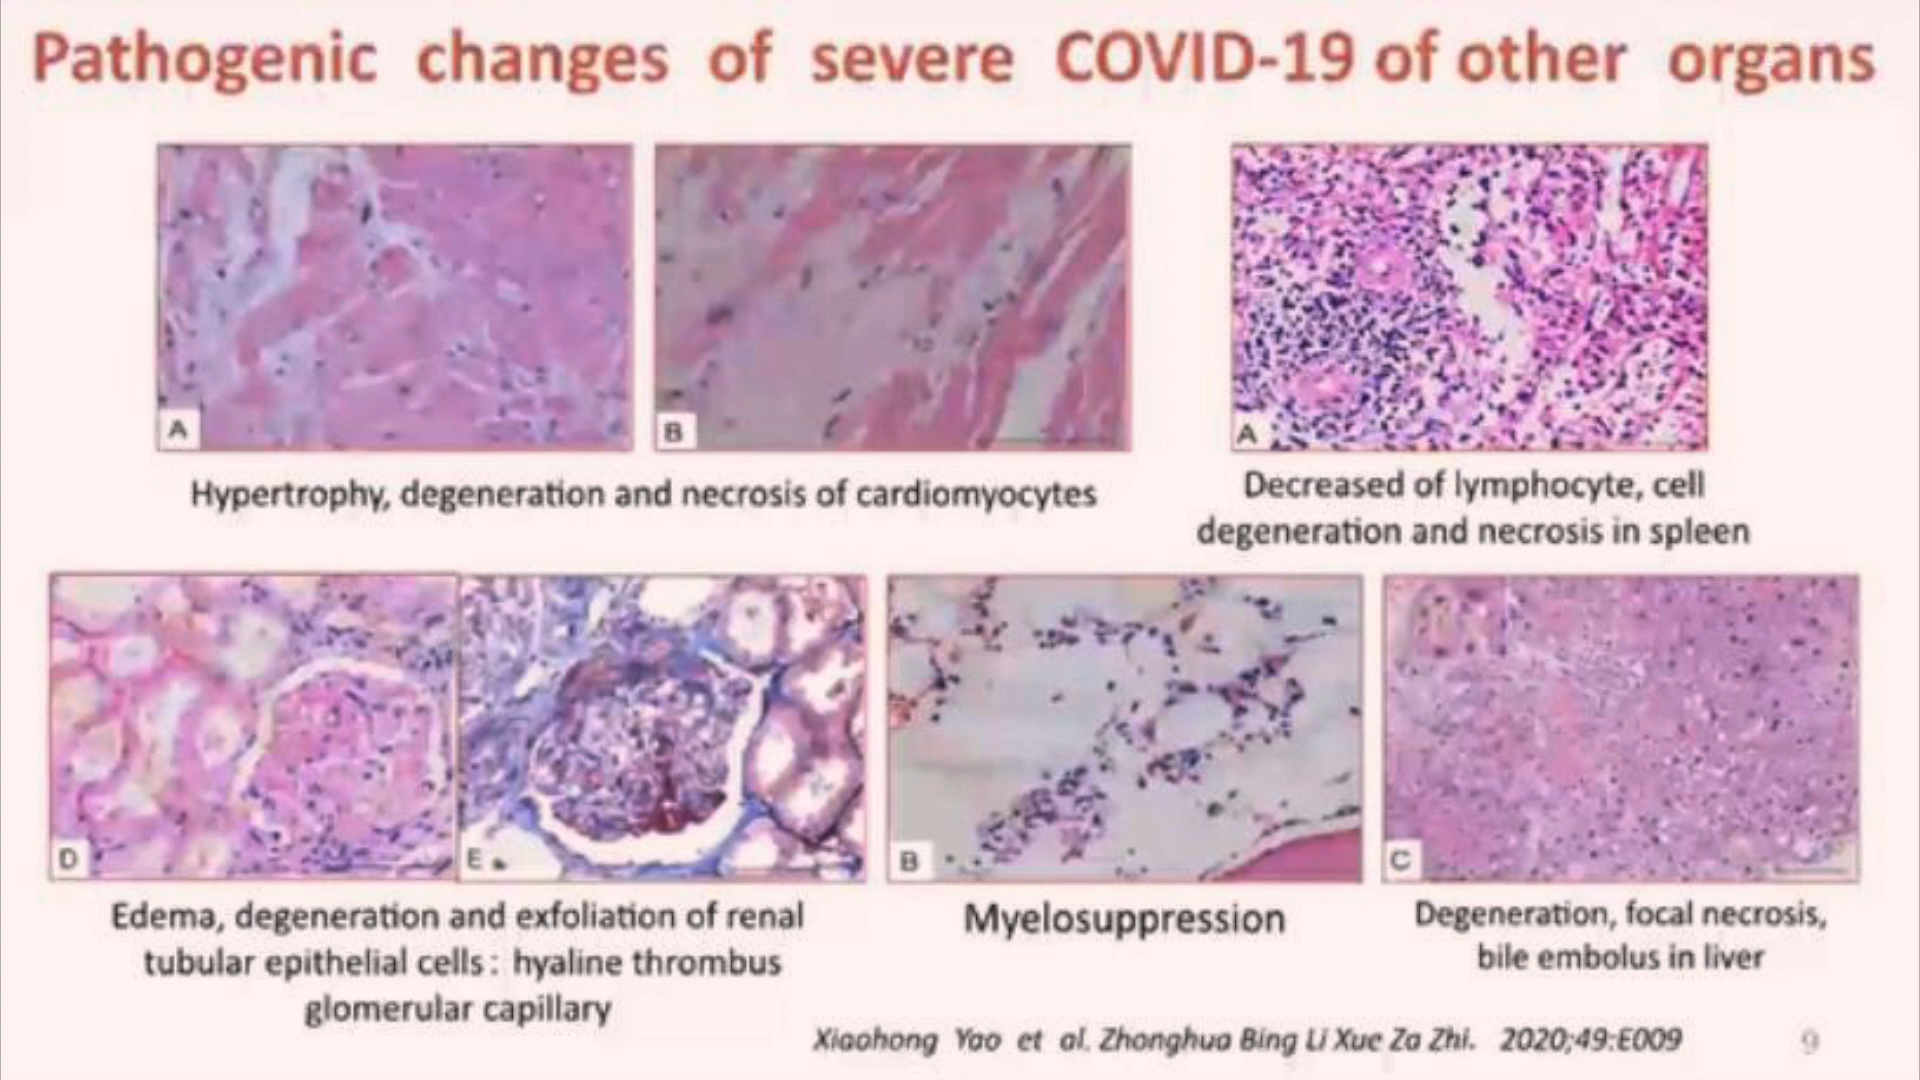 Pathogenic changes of severe COVID-19 of other organs
A
B
A
Hypertrophy, degeneration and necrosis of cardiomyocytes
Decreased of lymphocyte, cell
degeneration and necrosis in spleen
D
E
B
C
Edema, degeneration and exfoliation of renal
tubular epithelial cells: hyaline thrombus
glomerular capillary
Myelosuppression
Degeneration, focal necrosis,
bile embolus in liver
Xiaohong Yao et al. Zhonghua Bing Li Xue Za Zhi. 2020;49:E009
9